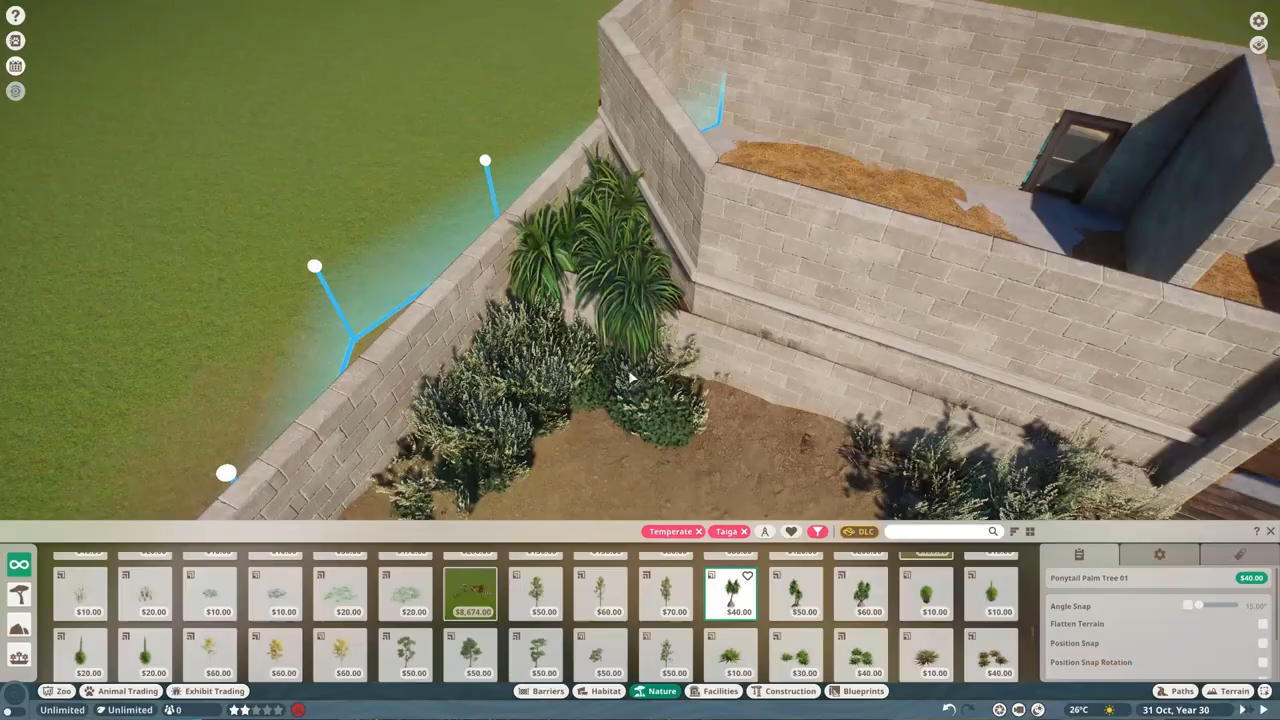 Temperate ×
Taiga ×
DLC
?
$10.00
$20.00
$10.00
$10.00
$20.00
$20.00
$8,674.00
$50.00
$60.00
$70.00
$40.00
$50.00
$60.00
$10.00
$10.00
$20.00
$20.00
$60.00
$60.00
$60.00
$50.00
$50.00
$50.00
$50.00
$50.00
$10.00
$20.00
$40.00
$10.00
$40.00
Ponytail Palm Tree 01
$40.00
Angle Snap
15.00°
Flatten Terrain
Position Snap
Position Snap Rotation
Zoo
Animal Trading
Exhibit Trading
Barriers
Habitat
Nature
Facilities
Construction
Blueprints
Paths
Terrain
Unlimited
Unlimited
0
26°C
31 Oct, Year 30